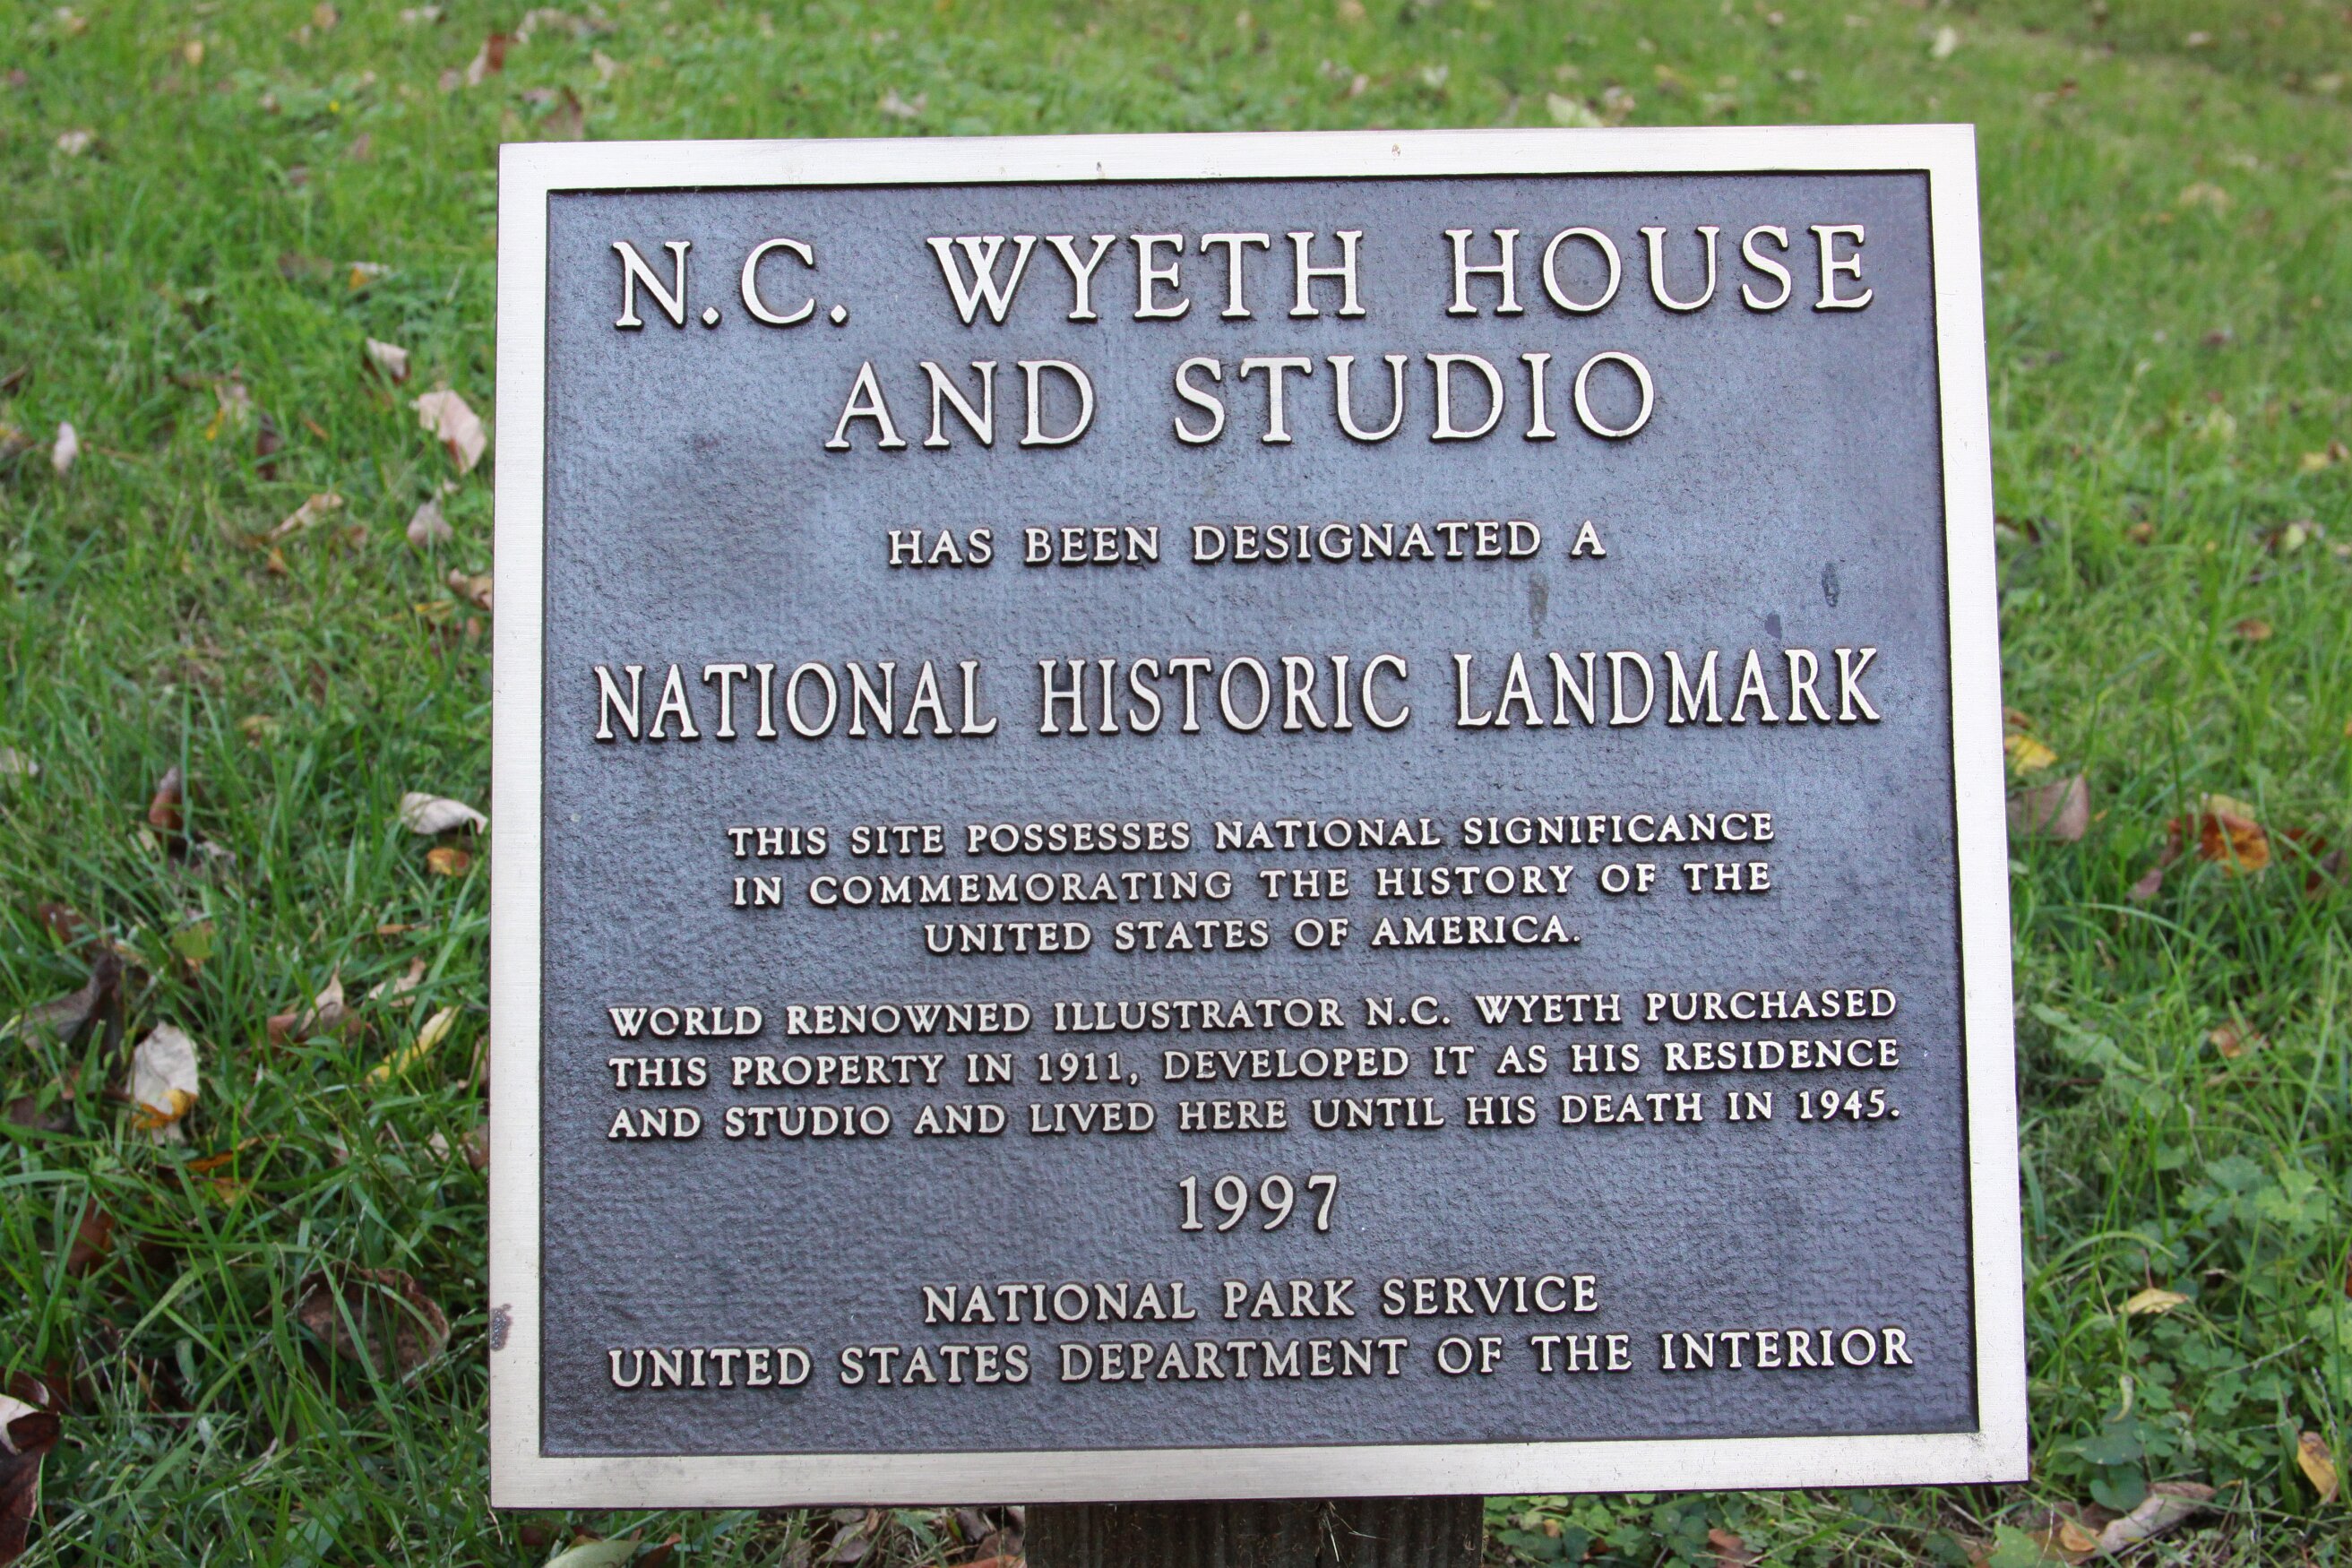 N.C. WYETH HOUSE
AND STUDIO
HAS BEEN DESIGNATED A
NATIONAL HISTORIC LANDMARK
THIS SITE POSSESSES NATIONAL SIGNIFICANCE
IN COMMEMORATING THE HISTORY OF THE
UNITED STATES OF AMERICA.
WORLD RENOWNED ILLUSTRATOR N.C. WYETH PURCHASED
THIS PROPERTY IN 1911, DEVELOPED IT AS HIS RESIDENCE
AND STUDIO AND LIVED HERE UNTIL HIS DEATH IN 1945.
1997
NATIONAL PARK SERVICE
UNITED STATES DEPARTMENT OF THE INTERIOR